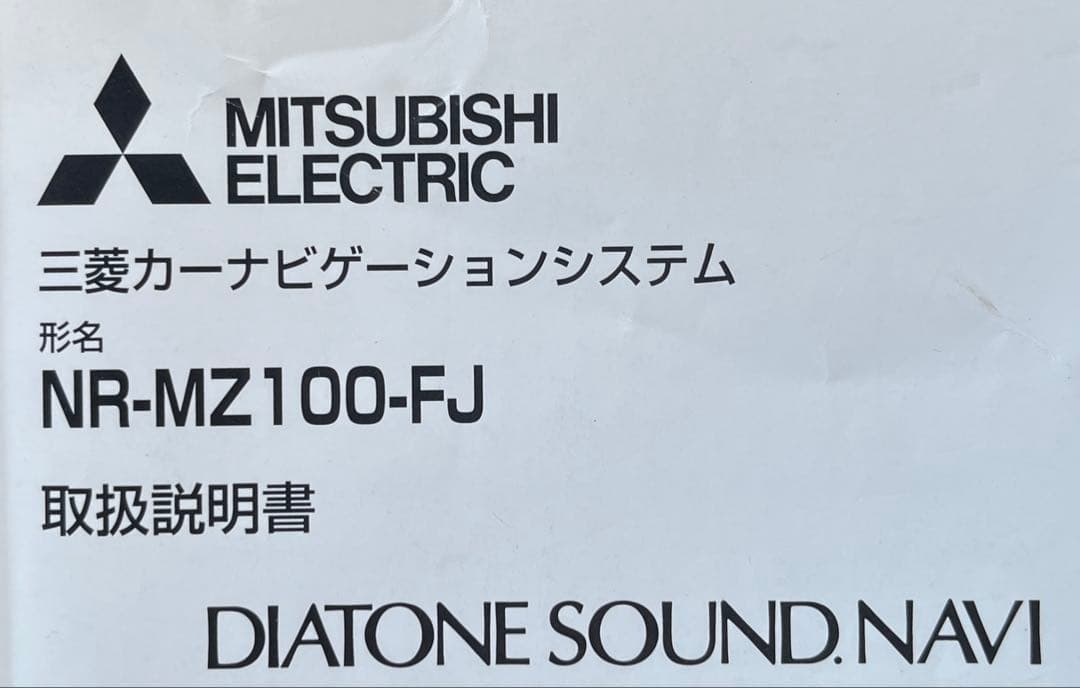 MITSUBISHI
ELECTRIC
三菱カーナビゲーションシステム
形名
NR-MZ100-FJ
取扱説明書
DIATONE SOUND.NAVI